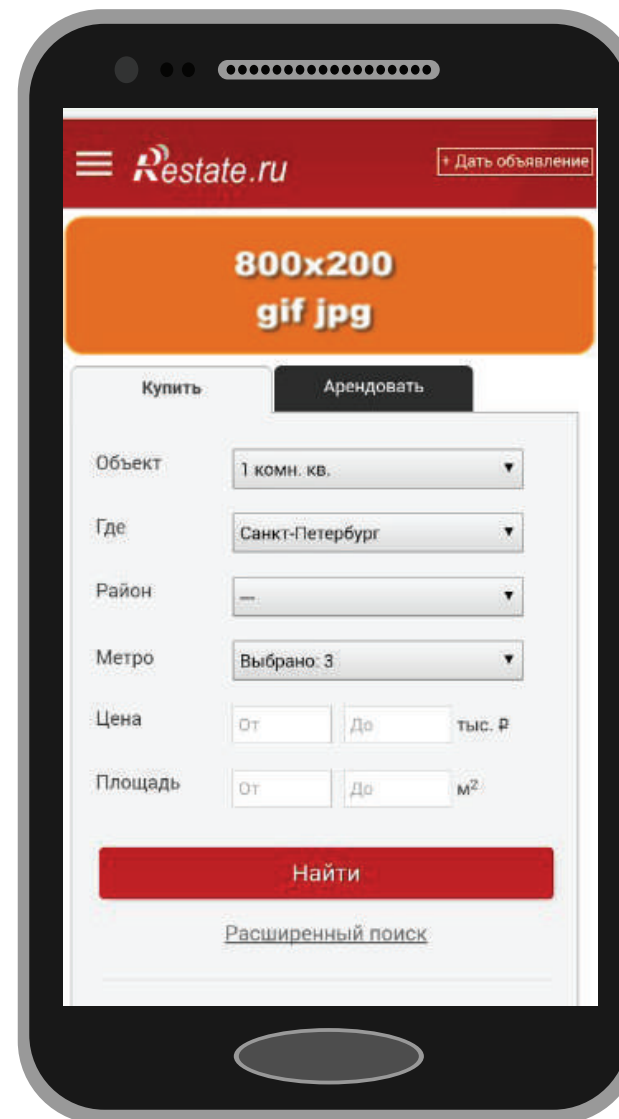 Restate.ru + Дать объявление
800x200
gif jpg
Купить Арендовать
Объект 1 комн. кв.
Где Санкт-Петербург
Район —
Метро Выбрано: 3
Цена От До тыс. ₽
Площадь От До м²
Найти
Расширенный поиск